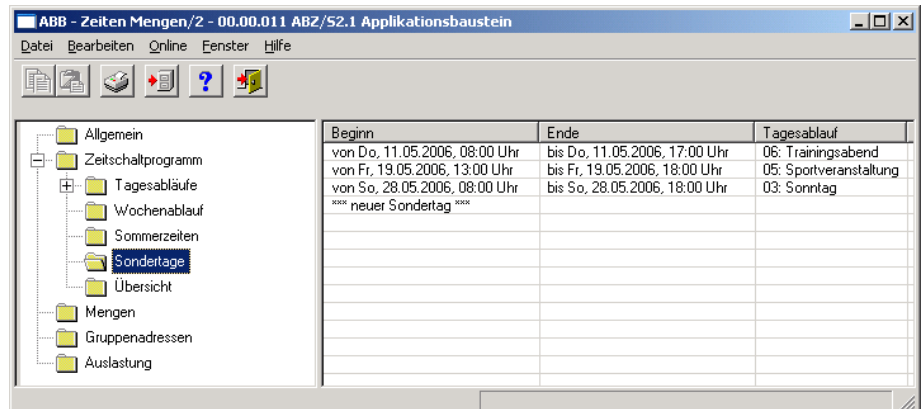 ABB - Zeiten Mengen/2 - 00.00.011 ABZ/S2.1 Applikationsbaustein
Datei Bearbeiten Online Fenster Hilfe
Allgemein
Zeitschaltprogramm
Tagesabläufe
Wochenablauf
Sommerzeiten
Sondertage
Übersicht
Mengen
Gruppenadressen
Auslastung
Beginn Ende Tagesablauf
von Do, 11.05.2006, 08:00 Uhr bis Do, 11.05.2006, 17:00 Uhr 06: Trainingsabend
von Fr, 19.05.2006, 13:00 Uhr bis Fr, 19.05.2006, 18:00 Uhr 05: Sportveranstaltung
von So, 28.05.2006, 08:00 Uhr bis So, 28.05.2006, 18:00 Uhr 03: Sonntag
*** neuer Sondertag ***